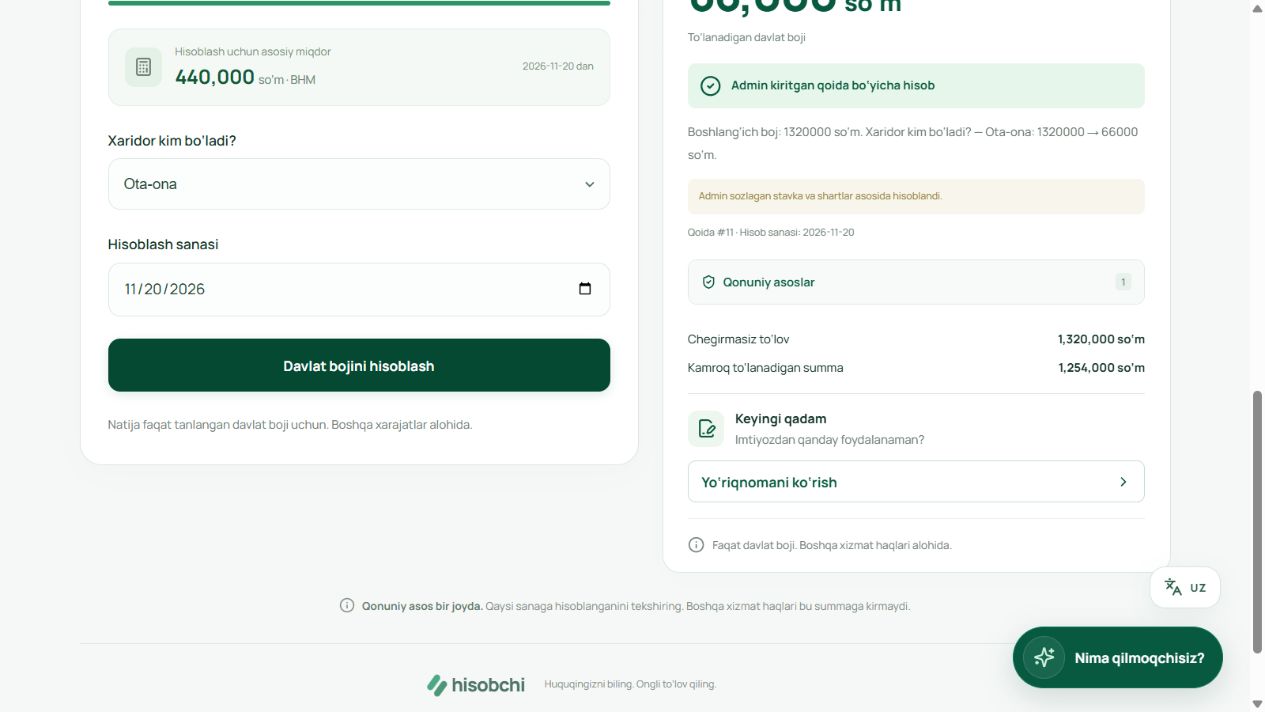 Hisoblash uchun asosiy miqdor
440,000 so'm · BHM
2026-11-20 dan
Xaridor kim bo'ladi?
Ota-ona
Hisoblash sanasi
11/20/2026
Davlat bojini hisoblash
Natija faqat tanlangan davlat boji uchun. Boshqa xarajatlar alohida.
66,000 so'm
To'lanadigan davlat boji
Admin kiritgan qoida bo'yicha hisob
Boshlang'ich boj: 1320000 so'm. Xaridor kim bo'ladi? — Ota-ona: 1320000 → 66000
so'm.
Admin sozlagan stavka va shartlar asosida hisoblandi.
Qoida #11 · Hisob sanasi: 2026-11-20
Qonuniy asoslar
1
Chegirmasiz to'lov 1,320,000 so'm
Kamroq to'lanadigan summa 1,254,000 so'm
Keyingi qadam
Imtiyozdan qanday foydalanaman?
Yo'riqnomani ko'rish
Faqat davlat boji. Boshqa xizmat haqlari alohida.
UZ
Qonuniy asos bir joyda. Qaysi sanaga hisoblanganini tekshiring. Boshqa xizmat haqlari bu summaga kirmaydi.
Nima qilmoqchisiz?
hisobchi
Huquqingizni biling. Ongli to'lov qiling.